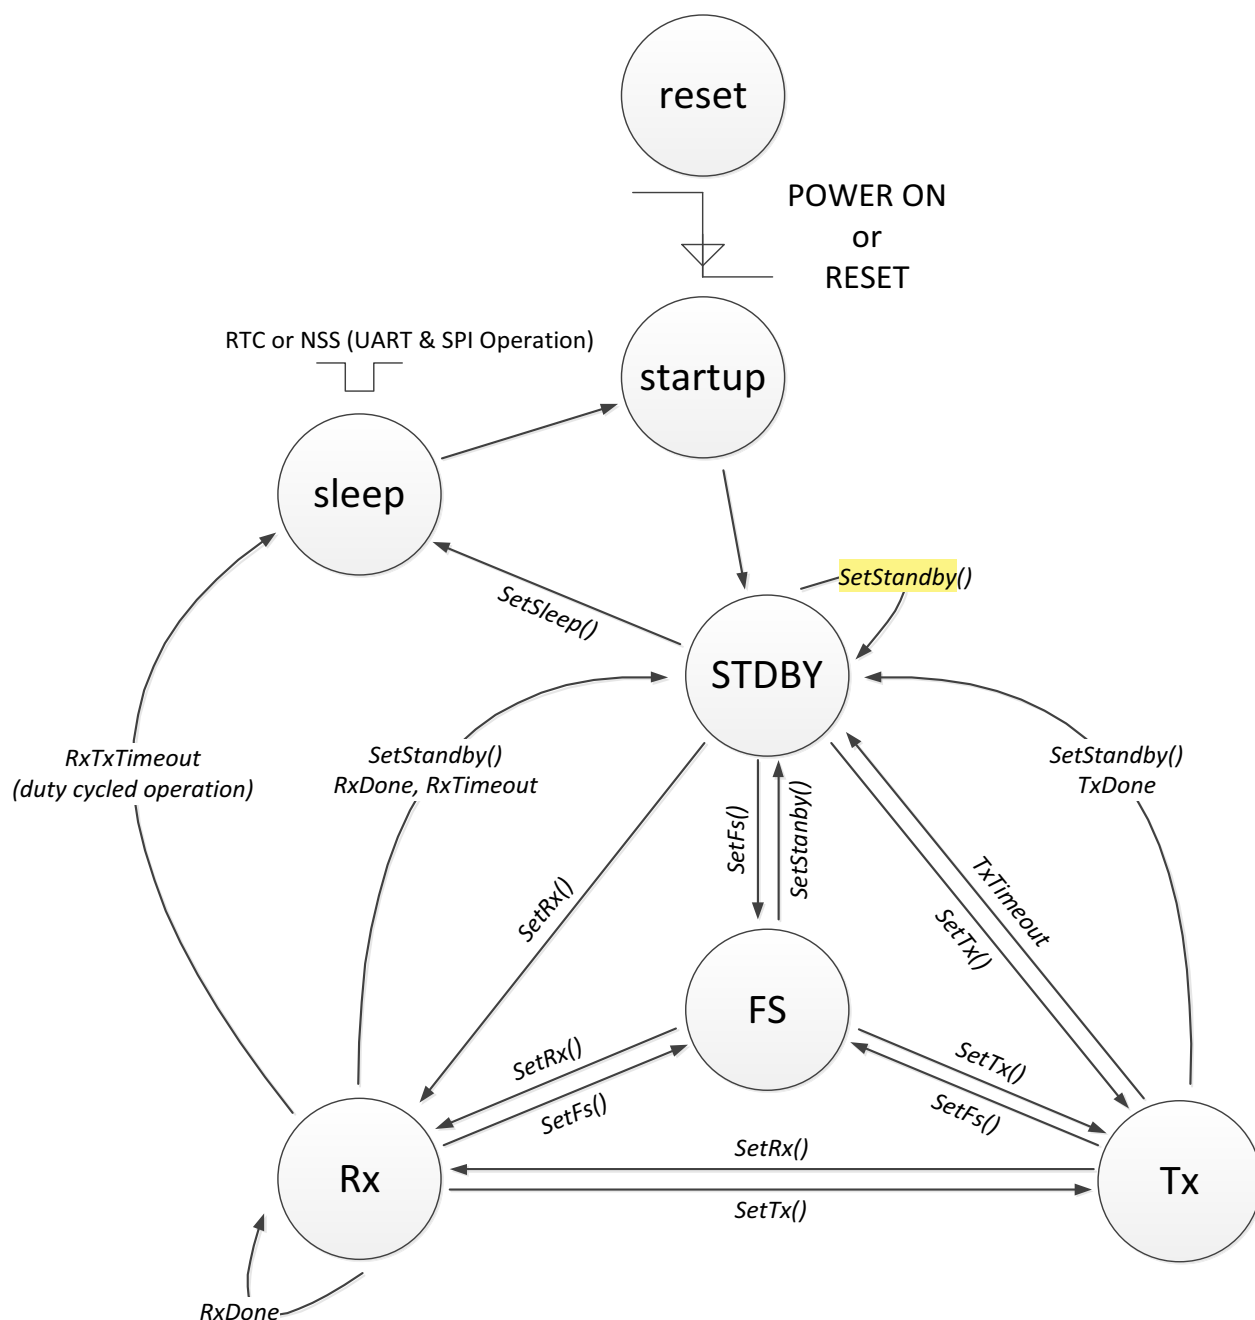 reset
POWER ON
or
RESET
RTC or NSS (UART & SPI Operation)
startup
sleep
SetStandby()
SetSleep()
STDBY
RxTxTimeout
(duty cycled operation)
SetStandby()
RxDone, RxTimeout
SetStandby()
TxDone
SetFs()
SetStanby()
SetRx()
TxTimeout
SetTx()
FS
SetRx()
SetFs()
SetTx()
SetFs()
SetRx()
Rx
Tx
SetTx()
RxDone